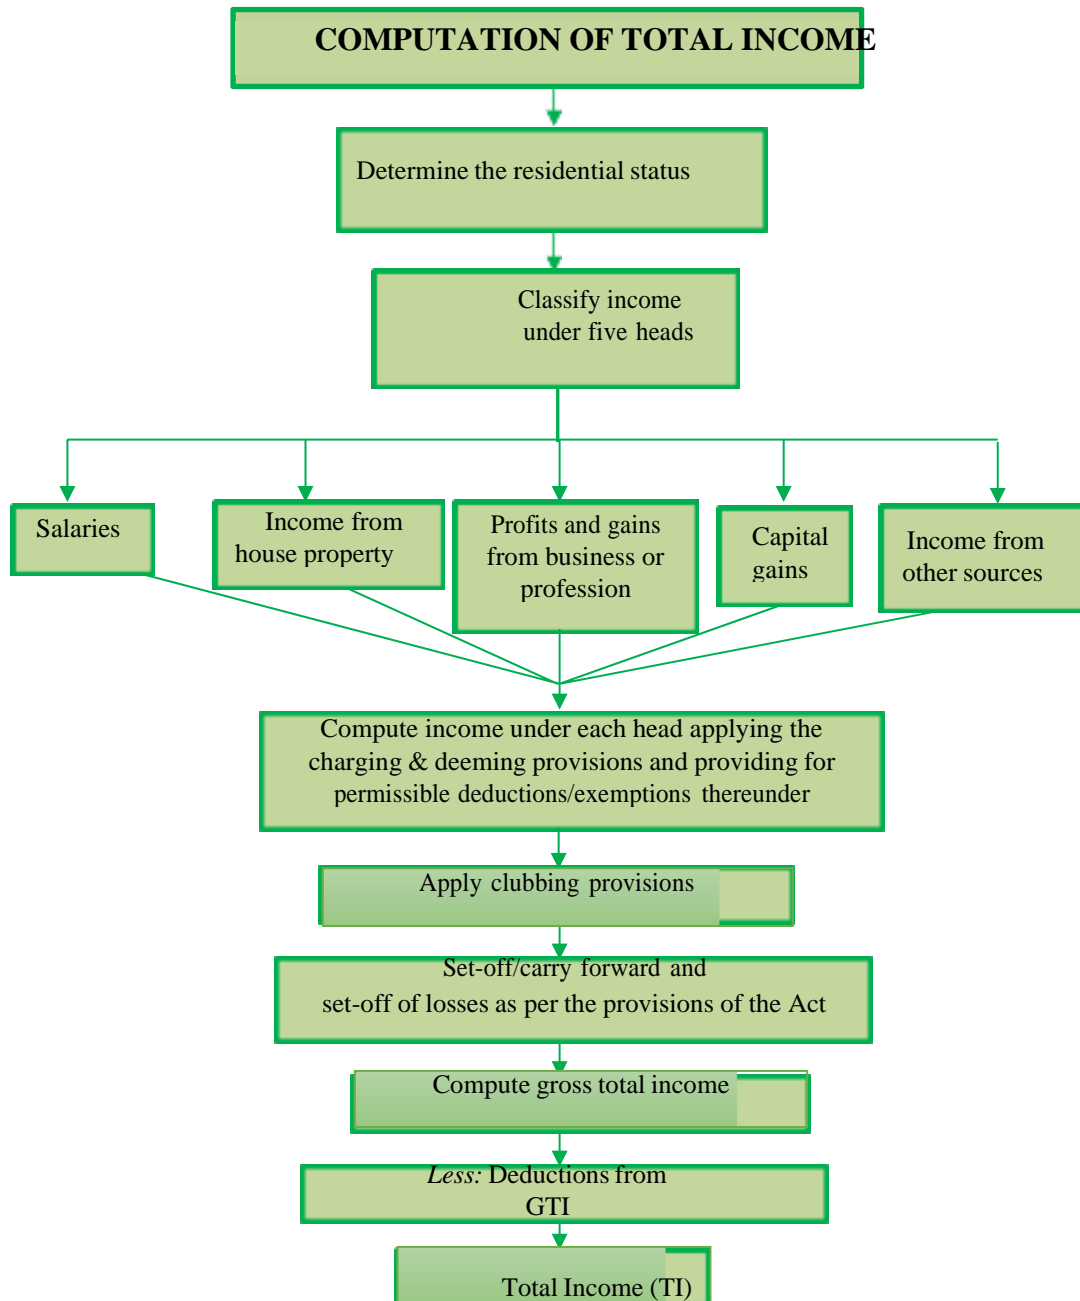 COMPUTATION OF TOTAL INCOME
Determine the residential status
Classify income
under five heads
Salaries
Income from
house property
Profits and gains
from business or
profession
Capital
gains
Income from
other sources
Compute income under each head applying the
charging & deeming provisions and providing for
permissible deductions/exemptions thereunder
Apply clubbing provisions
Set-off/carry forward and
set-off of losses as per the provisions of the Act
Compute gross total income
Less: Deductions from
GTI
Total Income (TI)